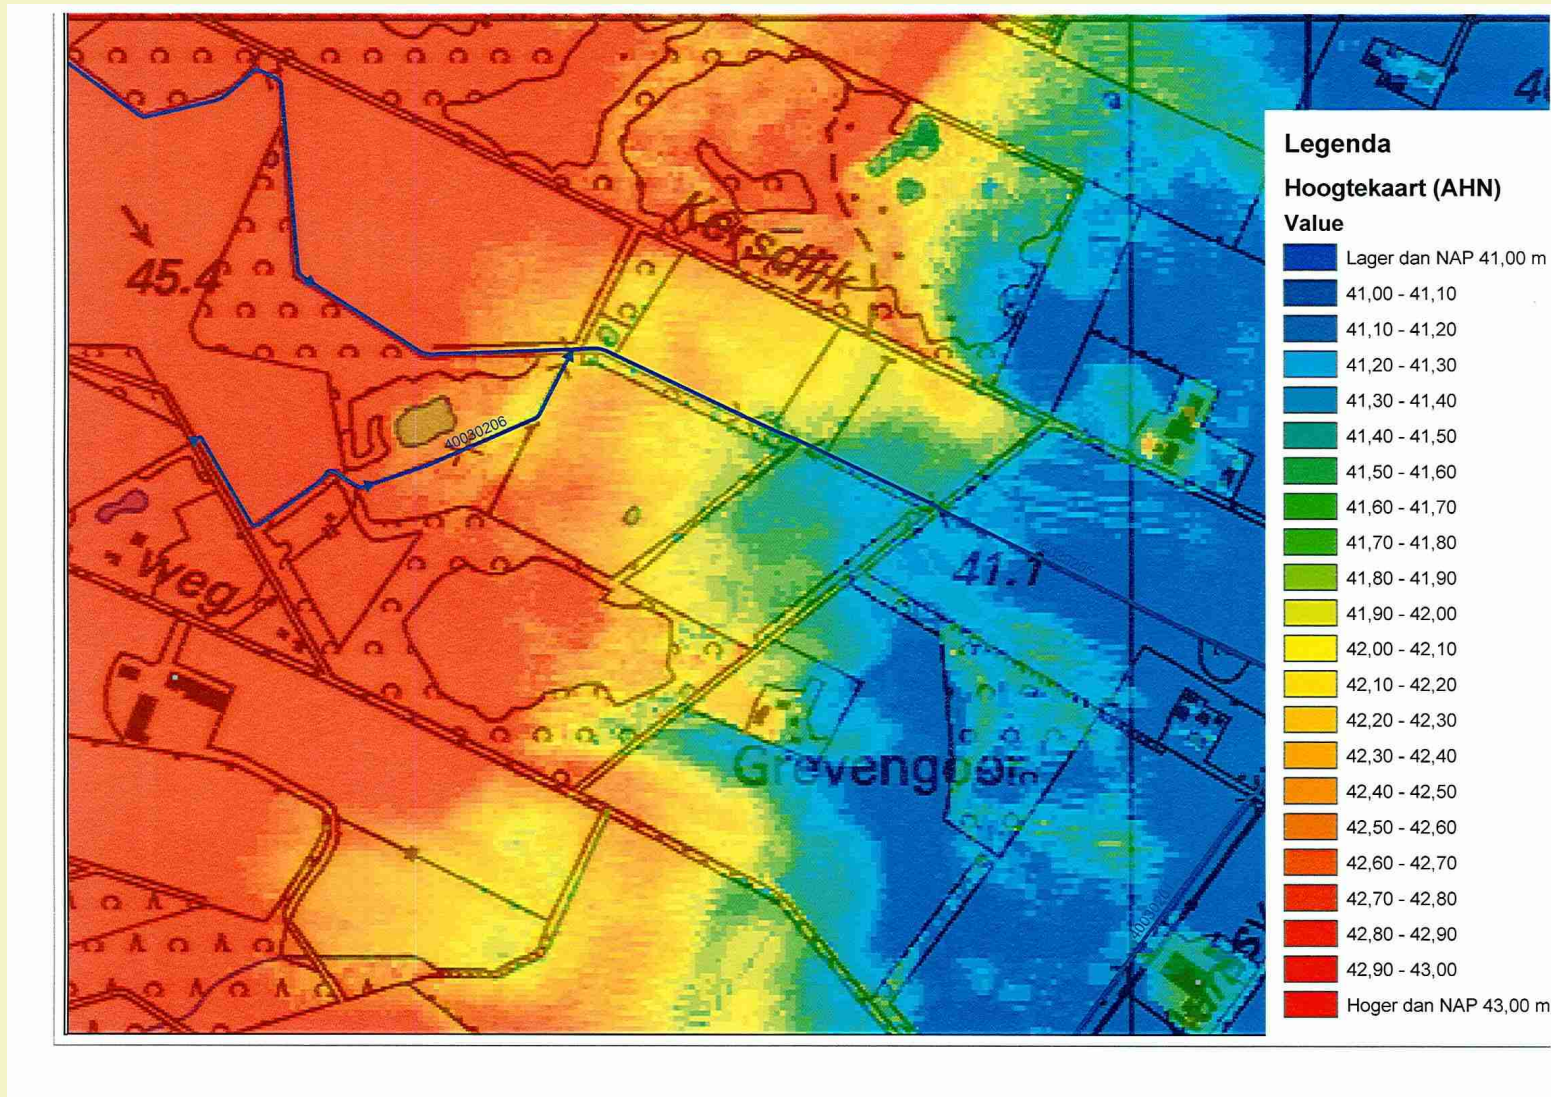 Kersdijk
45.4
40030206
weg
41.1
Grevengoor
Legenda
Hoogtekaart (AHN)
Value
Lager dan NAP 41,00 m
41,00 - 41,10
41,10 - 41,20
41,20 - 41,30
41,30 - 41,40
41,40 - 41,50
41,50 - 41,60
41,60 - 41,70
41,70 - 41,80
41,80 - 41,90
41,90 - 42,00
42,00 - 42,10
42,10 - 42,20
42,20 - 42,30
42,30 - 42,40
42,40 - 42,50
42,50 - 42,60
42,60 - 42,70
42,70 - 42,80
42,80 - 42,90
42,90 - 43,00
Hoger dan NAP 43,00 m